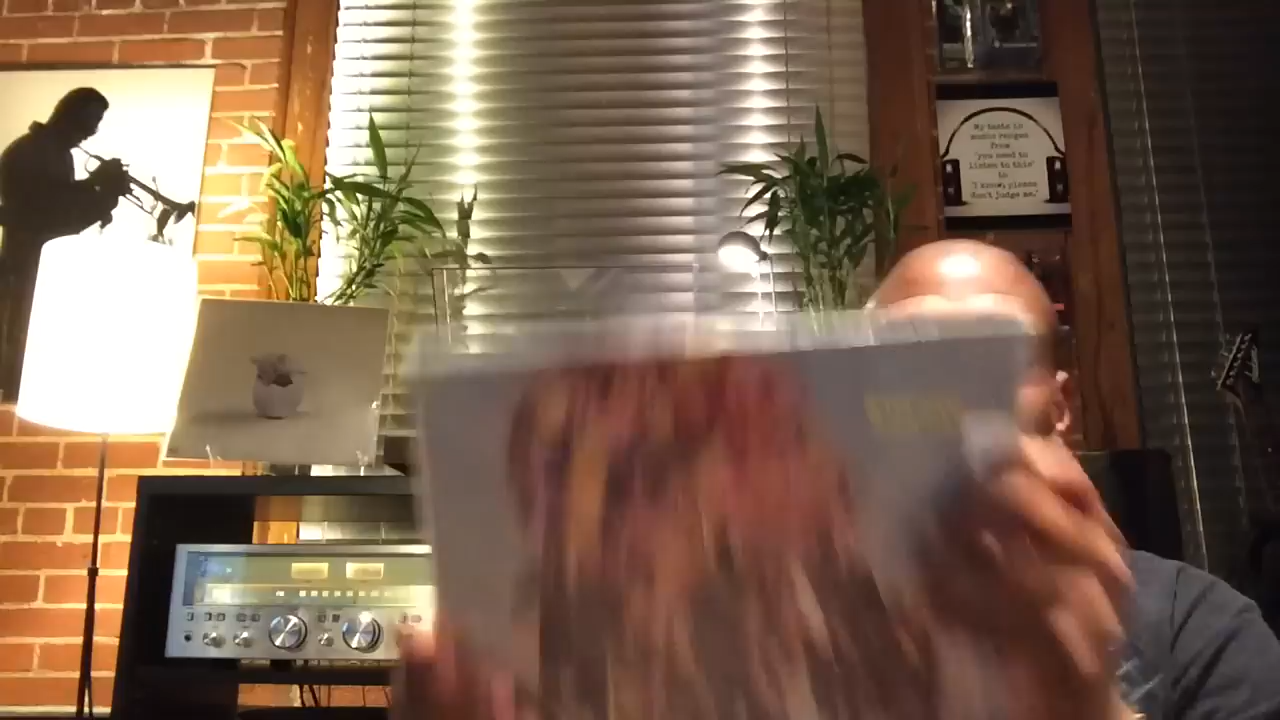 My taste in
music ranges
from
'you need to
listen to this'
to
'I know, please
don't judge me.'